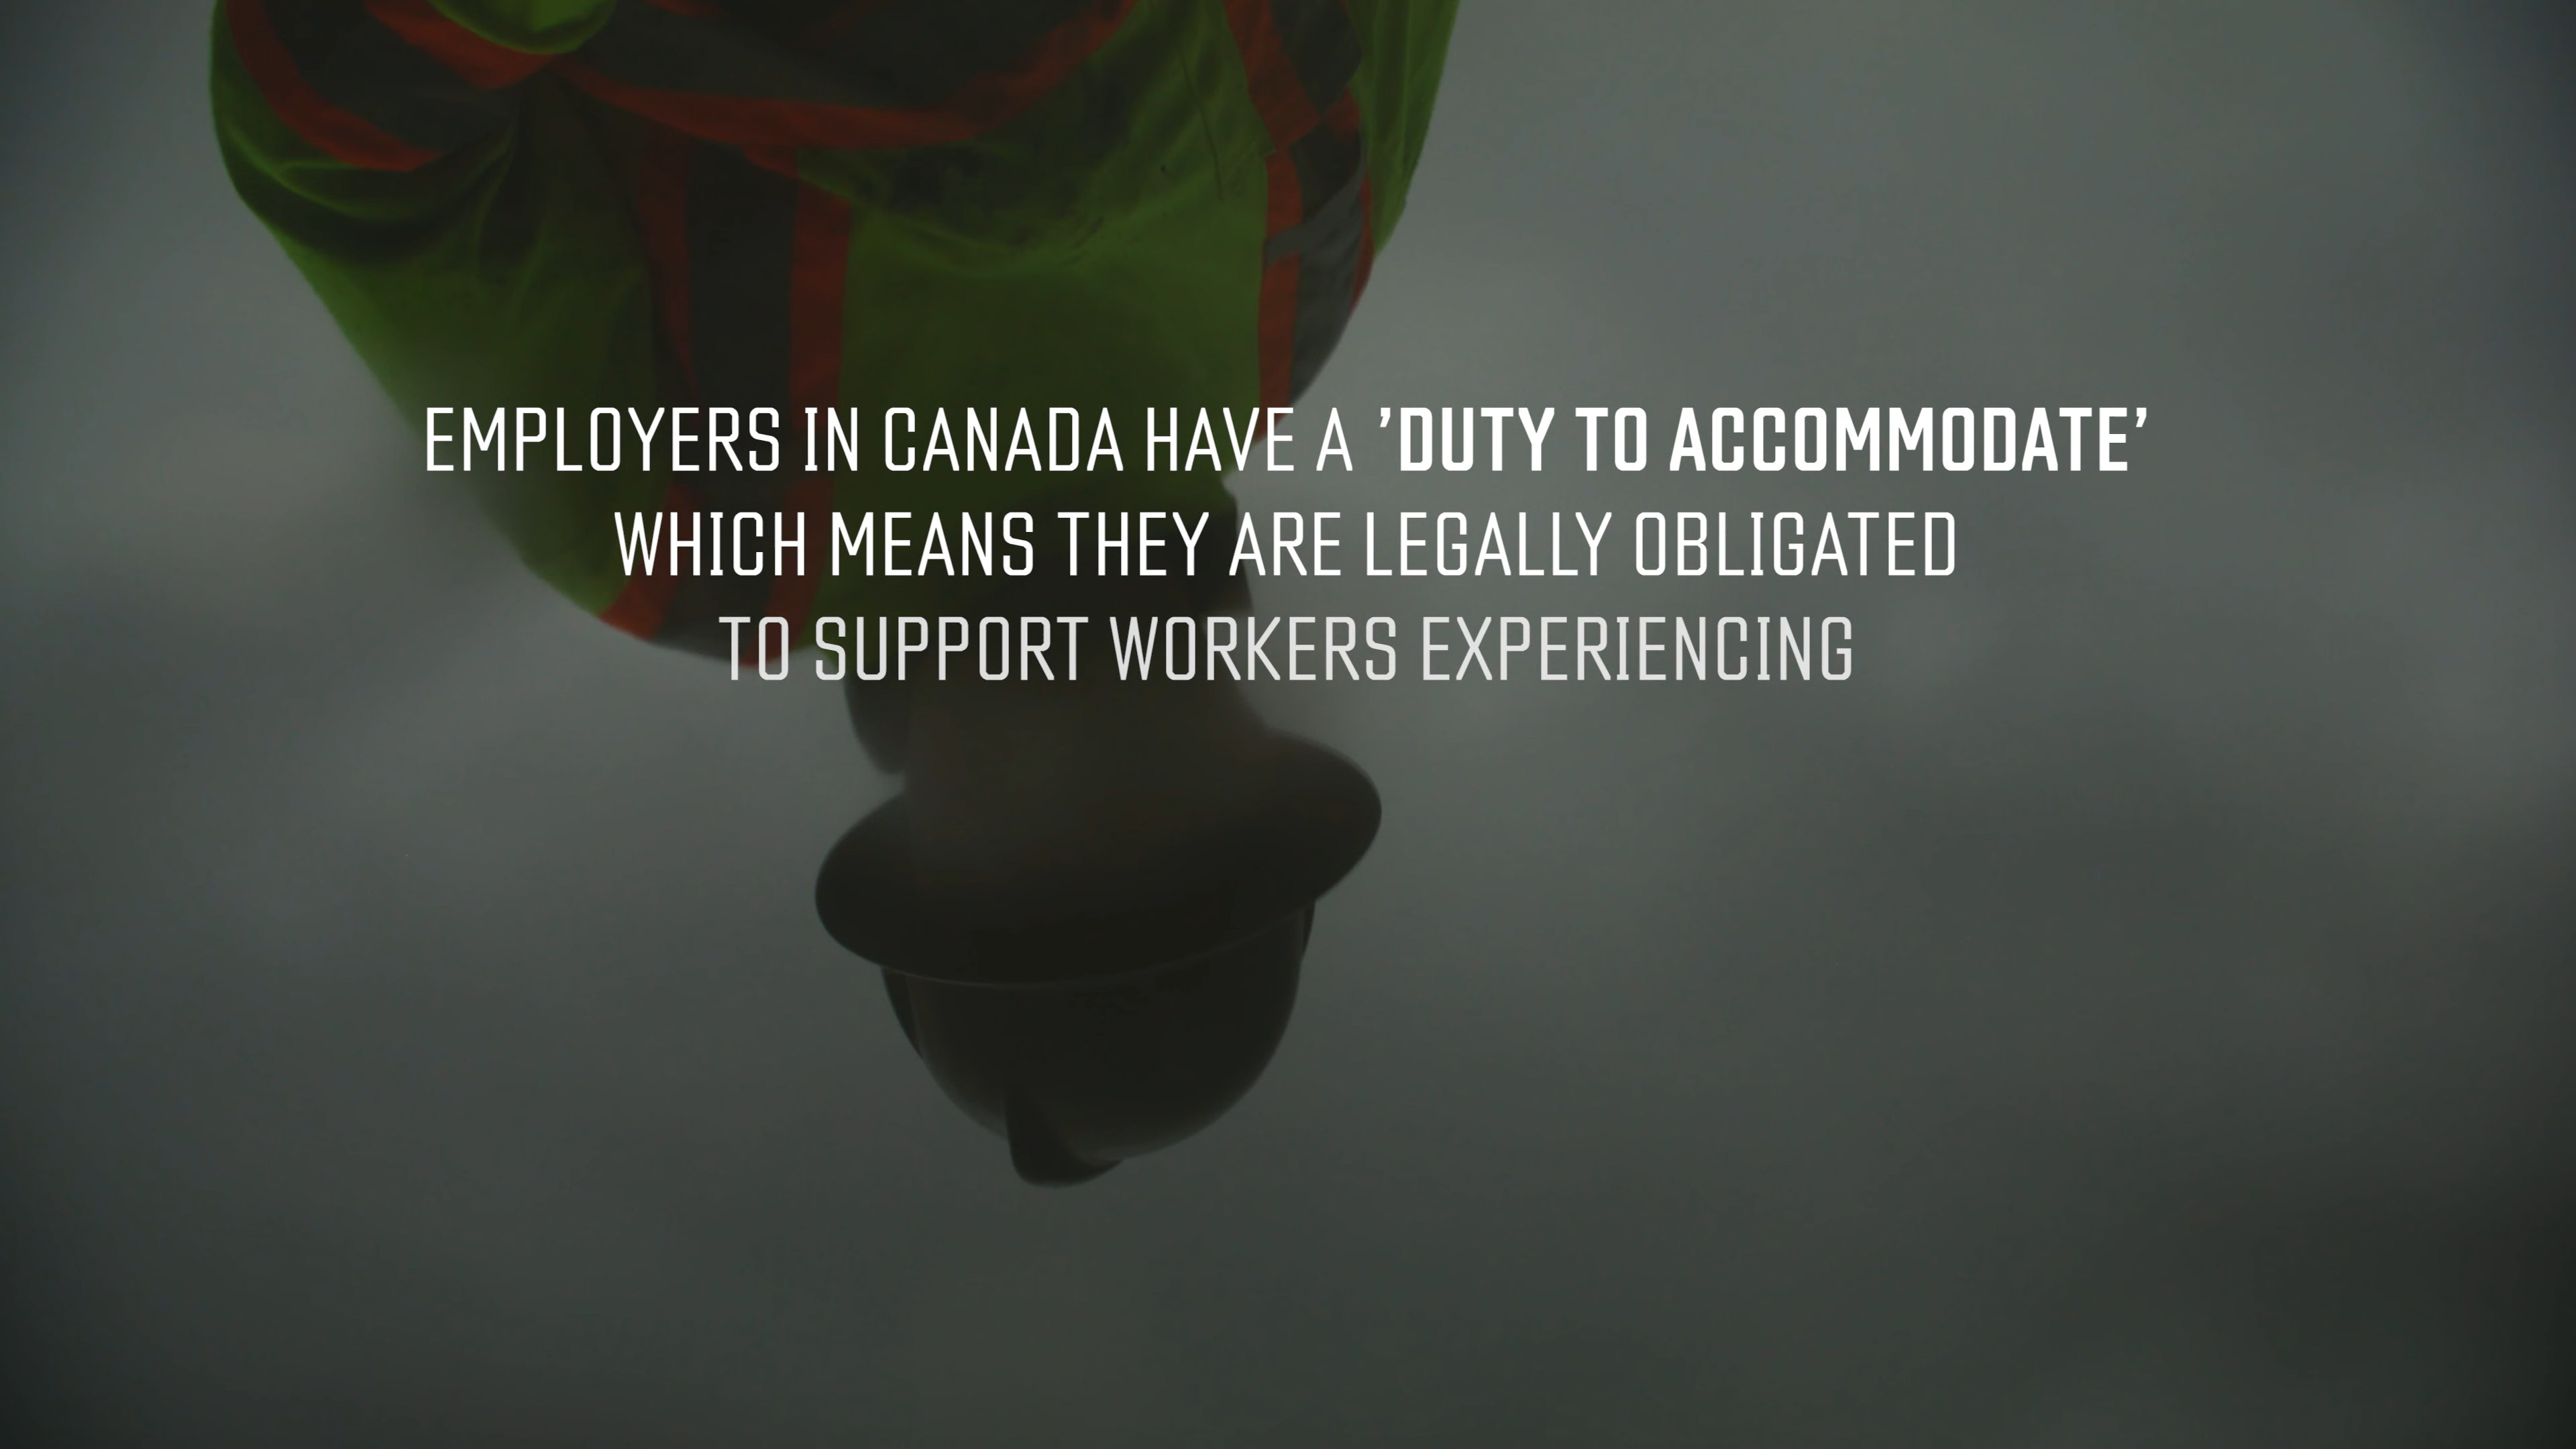 EMPLOYERS IN CANADA HAVE A ’DUTY TO ACCOMMODATE’
WHICH MEANS THEY ARE LEGALLY OBLIGATED
TO SUPPORT WORKERS EXPERIENCING